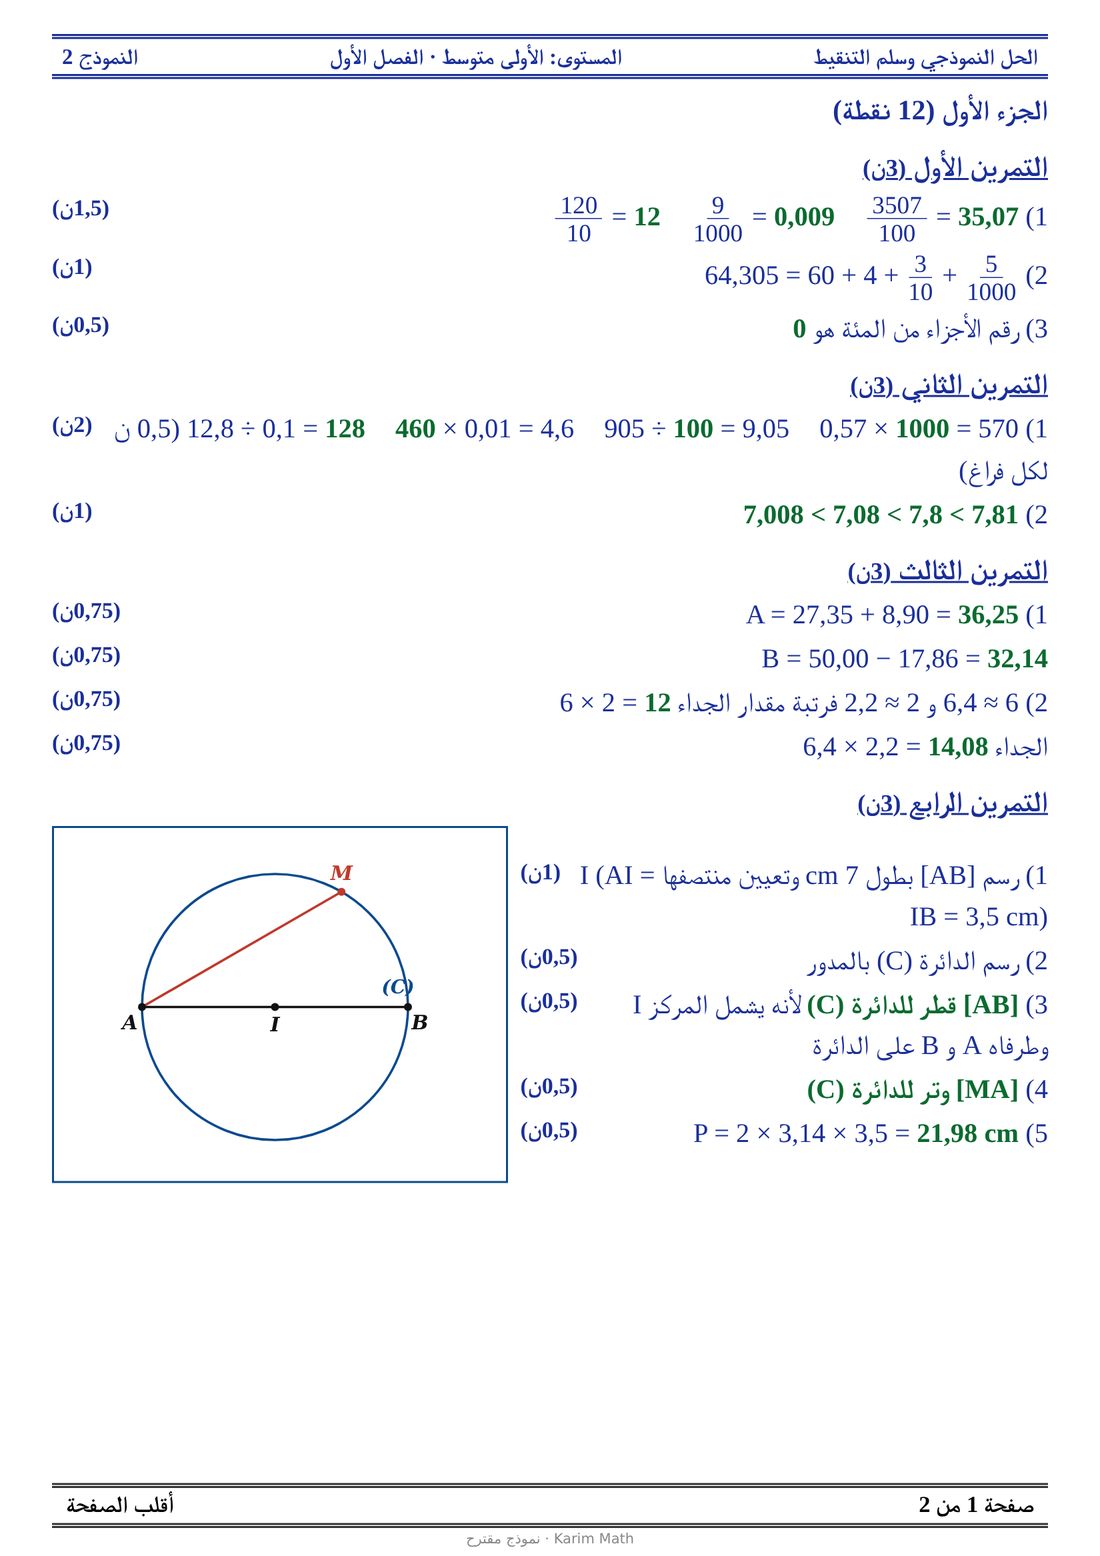 الحل النموذجي وسلم التنقيط المستوى: الأولى متوسط · الفصل الأول النموذج 2
الجزء الأول (12 نقطة)
التمرين الأول (3ن)
1) 3507/100 = 35,07 9/1000 = 0,009 120/10 = 12 (1,5ن)
2) 64,305 = 60 + 4 + 3/10 + 5/1000 (1ن)
3) رقم الأجزاء من المئة هو 0 (0,5ن)
التمرين الثاني (3ن)
1) 0,57 × 1000 = 570 905 ÷ 100 = 9,05 460 × 0,01 = 4,6 12,8 ÷ 0,1 = 128 (0,5 ن (2ن)
لكل فراغ)
2) 7,008 < 7,08 < 7,8 < 7,81 (1ن)
التمرين الثالث (3ن)
1) A = 27,35 + 8,90 = 36,25 (0,75ن)
B = 50,00 − 17,86 = 32,14 (0,75ن)
2) 6,4 ≈ 6 و 2,2 ≈ 2 فرتبة مقدار الجداء 6 × 2 = 12 (0,75ن)
الجداء 6,4 × 2,2 = 14,08 (0,75ن)
التمرين الرابع (3ن)
1) رسم [AB] بطول 7 cm وتعيين منتصفها I (AI = (1ن)
IB = 3,5 cm)
2) رسم الدائرة (C) بالمدور (0,5ن)
3) [AB] قطر للدائرة (C) لأنه يشمل المركز I (0,5ن)
وطرفاه A و B على الدائرة
4) [MA] وتر للدائرة (C) (0,5ن)
5) P = 2 × 3,14 × 3,5 = 21,98 cm (0,5ن)
M
(C)
A
I
B
صفحة 1 من 2 أقلب الصفحة
نموذج مقترح · Karim Math